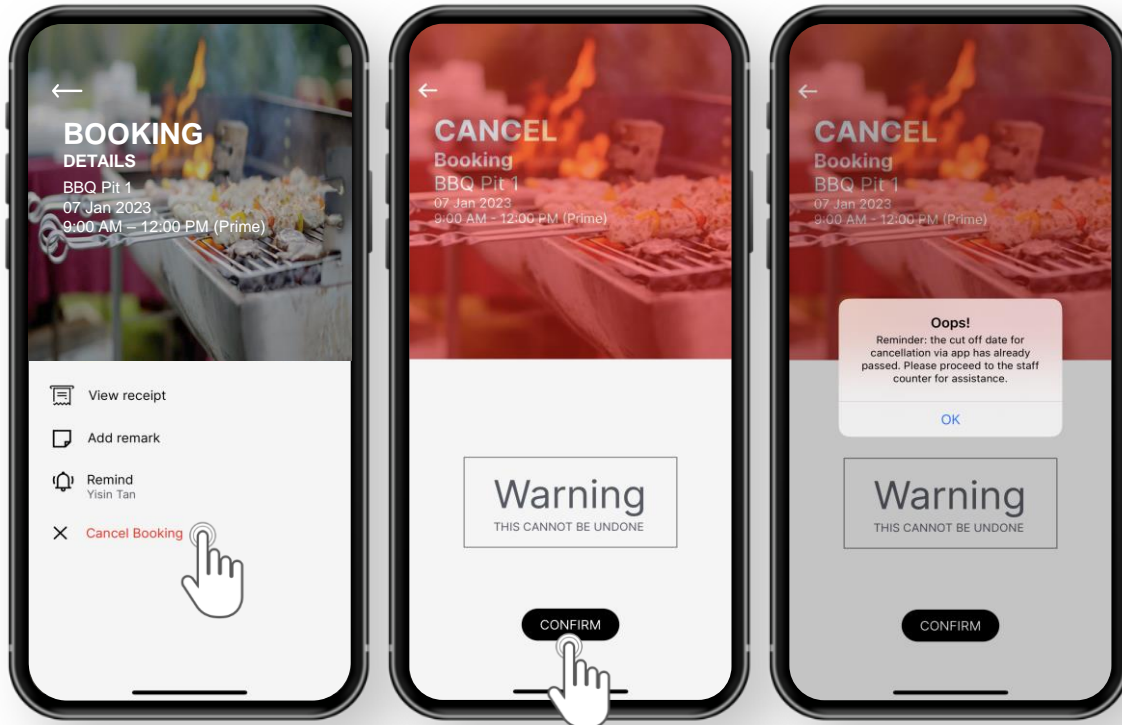 BOOKING
DETAILS
BBQ Pit 1
07 Jan 2023
9:00 AM – 12:00 PM (Prime)
View receipt
Add remark
Remind
Yisin Tan
Cancel Booking
CANCEL
Booking
BBQ Pit 1
07 Jan 2023
9:00 AM - 12:00 PM (Prime)
Warning
THIS CANNOT BE UNDONE
CONFIRM
CANCEL
Booking
BBQ Pit 1
07 Jan 2023
9:00 AM - 12:00 PM (Prime)
Oops!
Reminder: the cut off date for
cancellation via app has already
passed. Please proceed to the staff
counter for assistance.
OK
Warning
THIS CANNOT BE UNDONE
CONFIRM